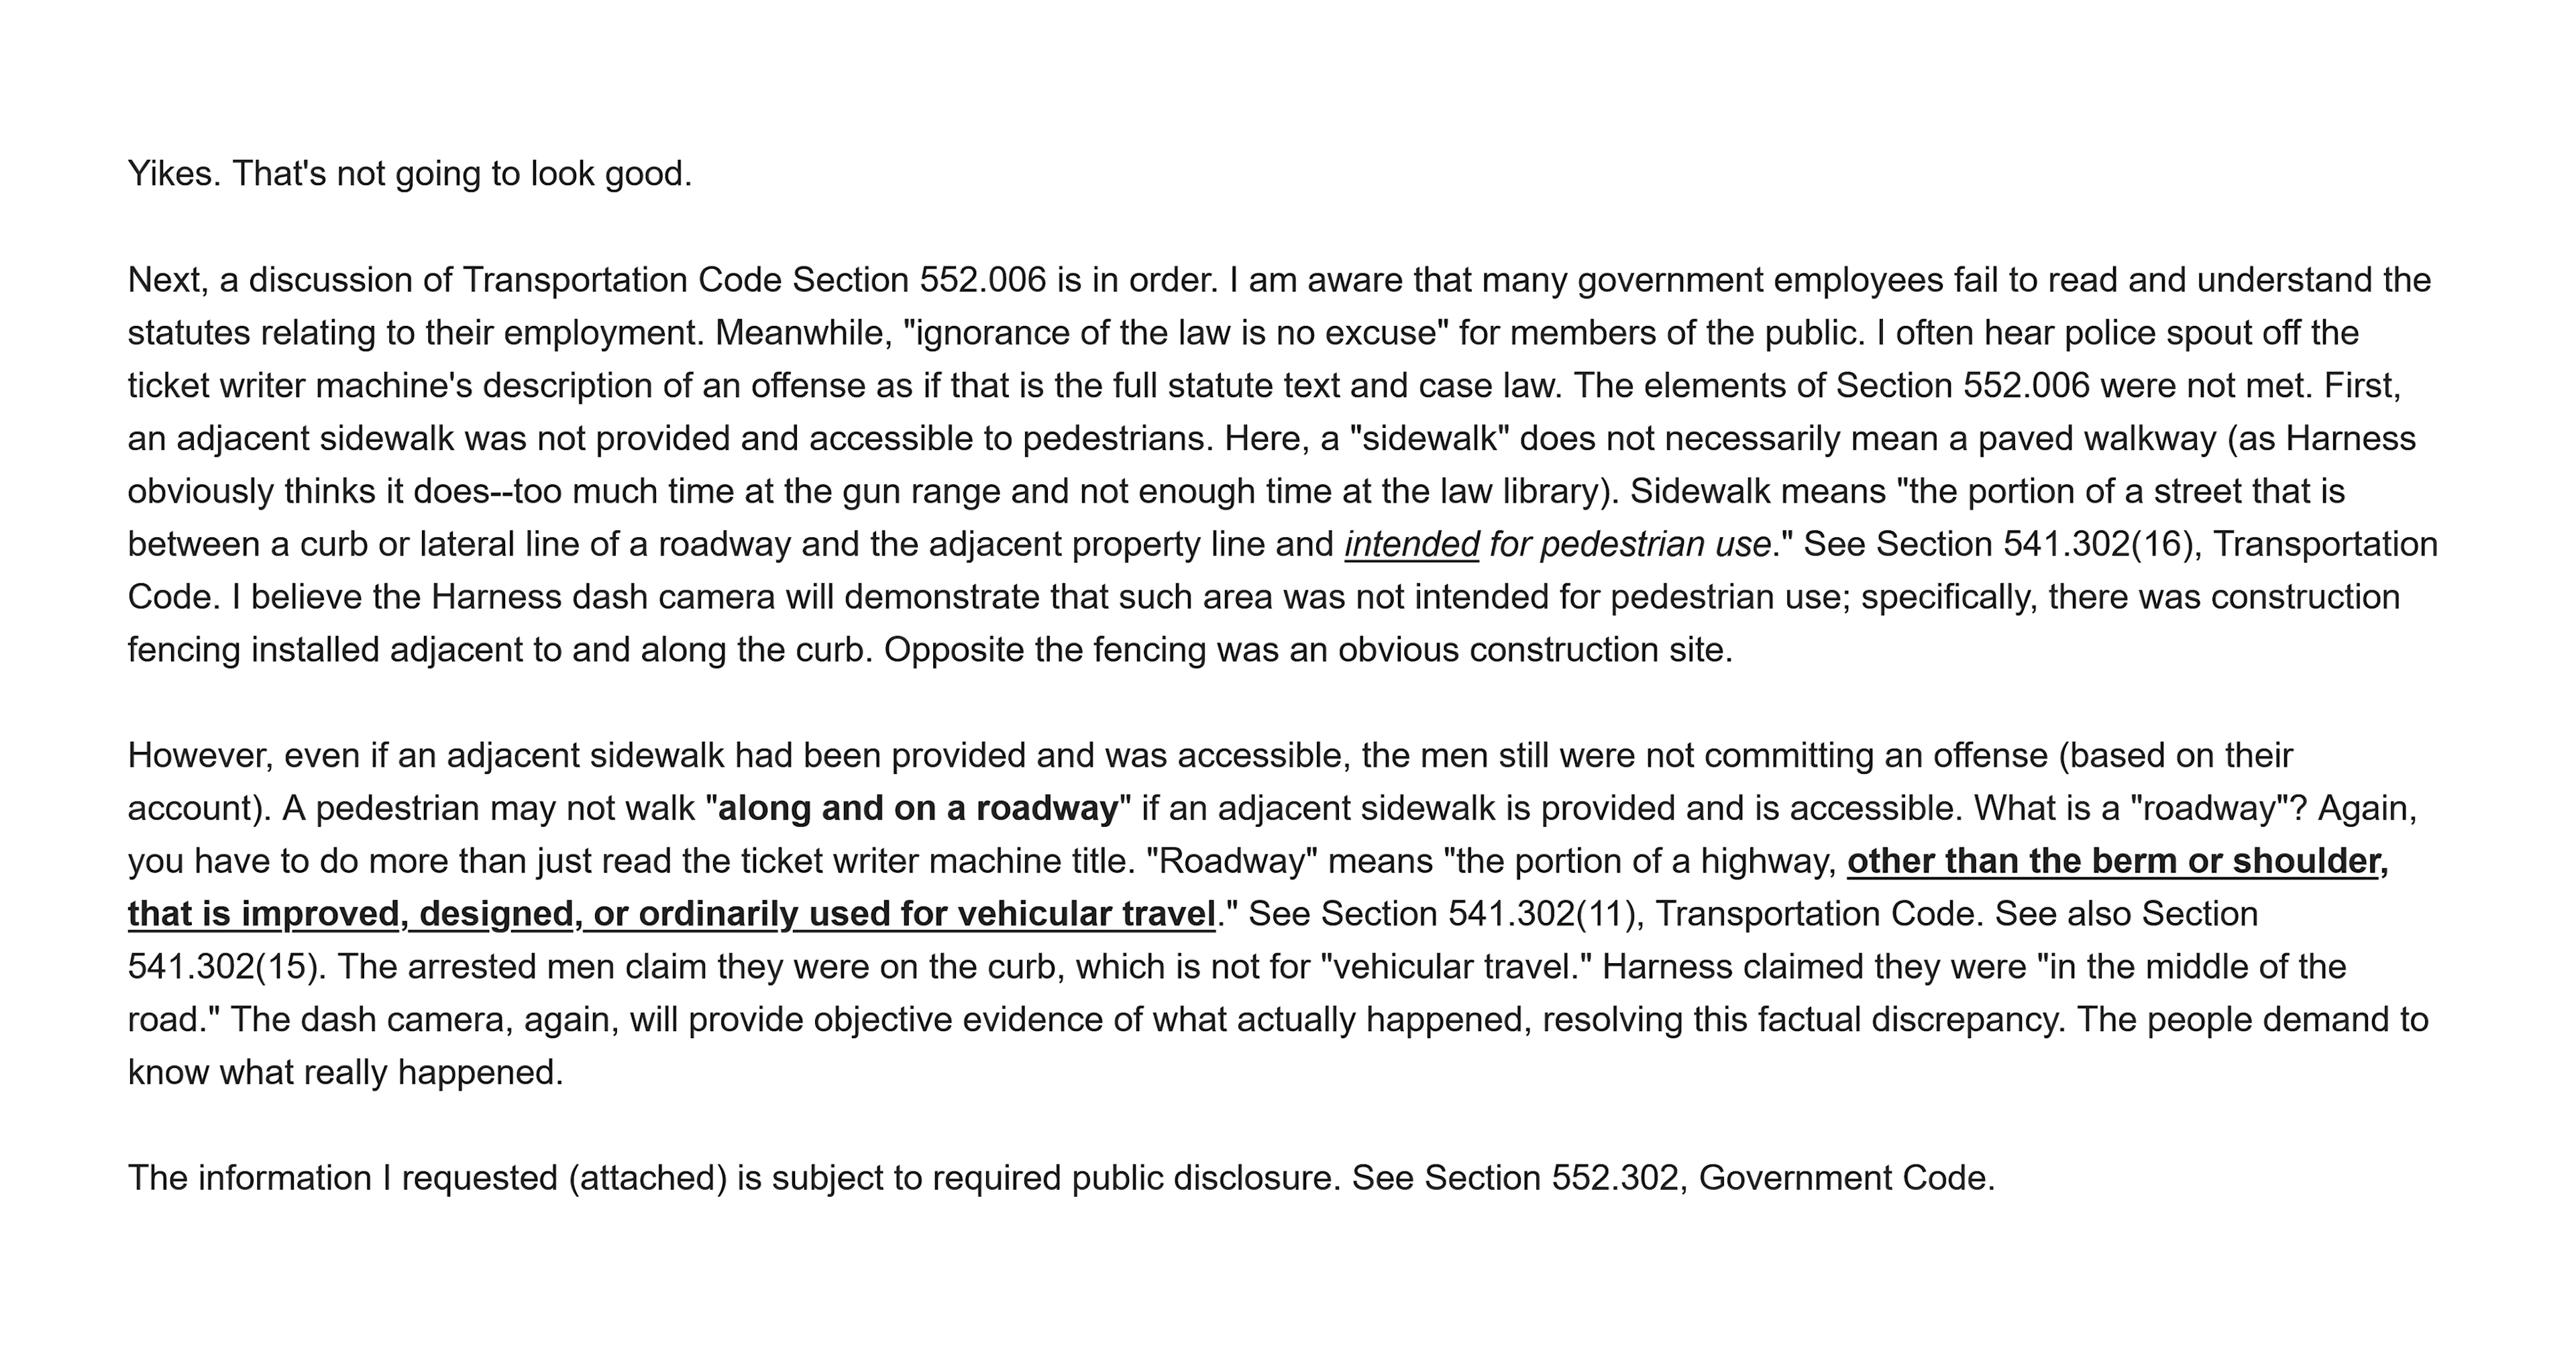 Yikes. That's not going to look good.
Next, a discussion of Transportation Code Section 552.006 is in order. I am aware that many government employees fail to read and understand the
statutes relating to their employment. Meanwhile, "ignorance of the law is no excuse" for members of the public. I often hear police spout off the
ticket writer machine's description of an offense as if that is the full statute text and case law. The elements of Section 552.006 were not met. First,
an adjacent sidewalk was not provided and accessible to pedestrians. Here, a "sidewalk" does not necessarily mean a paved walkway (as Harness
obviously thinks it does--too much time at the gun range and not enough time at the law library). Sidewalk means "the portion of a street that is
between a curb or lateral line of a roadway and the adjacent property line and intended for pedestrian use." See Section 541.302(16), Transportation
Code. I believe the Harness dash camera will demonstrate that such area was not intended for pedestrian use; specifically, there was construction
fencing installed adjacent to and along the curb. Opposite the fencing was an obvious construction site.
However, even if an adjacent sidewalk had been provided and was accessible, the men still were not committing an offense (based on their
account). A pedestrian may not walk "along and on a roadway" if an adjacent sidewalk is provided and is accessible. What is a "roadway"? Again,
you have to do more than just read the ticket writer machine title. "Roadway" means "the portion of a highway, other than the berm or shoulder,
that is improved, designed, or ordinarily used for vehicular travel." See Section 541.302(11), Transportation Code. See also Section
541.302(15). The arrested men claim they were on the curb, which is not for "vehicular travel." Harness claimed they were "in the middle of the
road." The dash camera, again, will provide objective evidence of what actually happened, resolving this factual discrepancy. The people demand to
know what really happened.
The information I requested (attached) is subject to required public disclosure. See Section 552.302, Government Code.